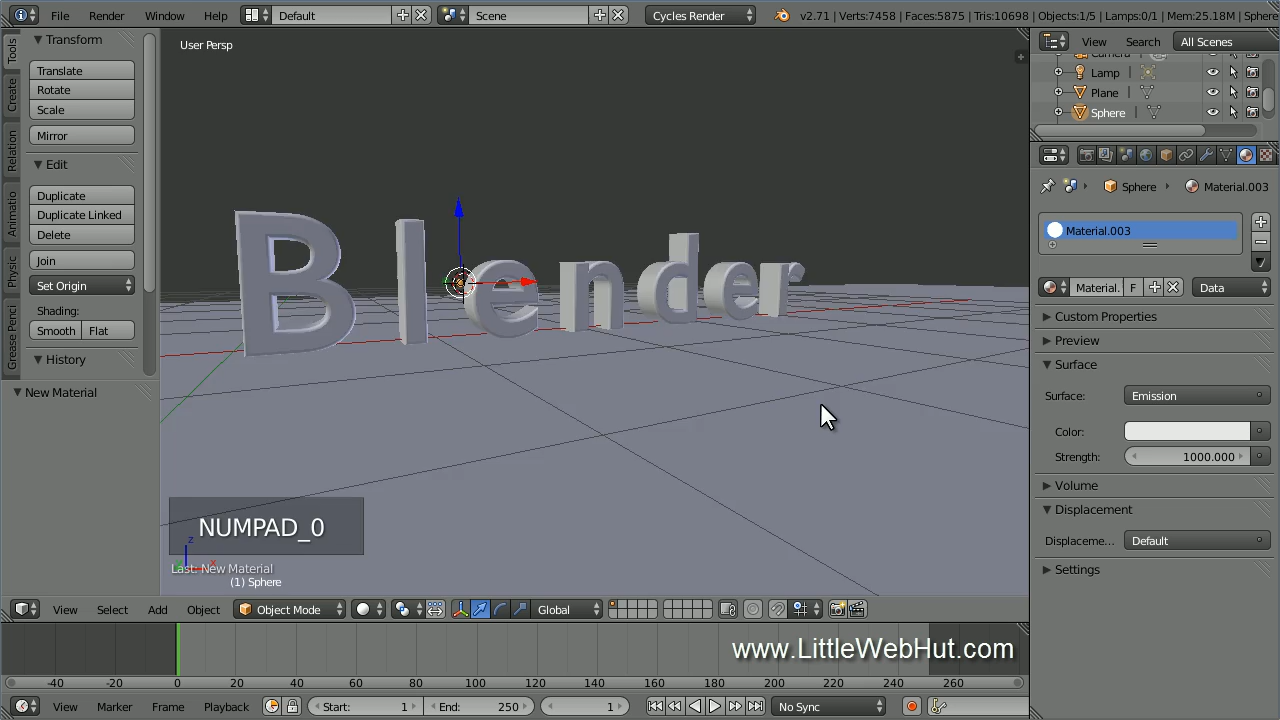 File Render Window Help Default Scene Cycles Render v2.71 | Verts:7458 | Faces:5875 | Tris:10698 | Objects:1/5 | Lamps:0/1 | Mem:25.18M | Sphere
Tools
Create
Relation
Animatio
Physic
Grease Penci
Transform
Translate
Rotate
Scale
Mirror
Edit
Duplicate
Duplicate Linked
Delete
Join
Set Origin
Shading:
Smooth Flat
History
New Material
User Persp
Blender
NUMPAD_0
z
x
Last: New Material
(1) Sphere
View Search All Scenes
Lamp
Plane
Sphere
Sphere Material.003
Material.003
Material. F Data
Custom Properties
Preview
Surface
Surface: Emission
Color:
Strength: 1000.000
Volume
Displacement
Displaceme... Default
Settings
View Select Add Object Object Mode Global
www.LittleWebHut.com
-40 -20 0 20 40 60 80 100 120 140 160 180 200 220 240 260
View Marker Frame Playback Start: 1 End: 250 1 No Sync